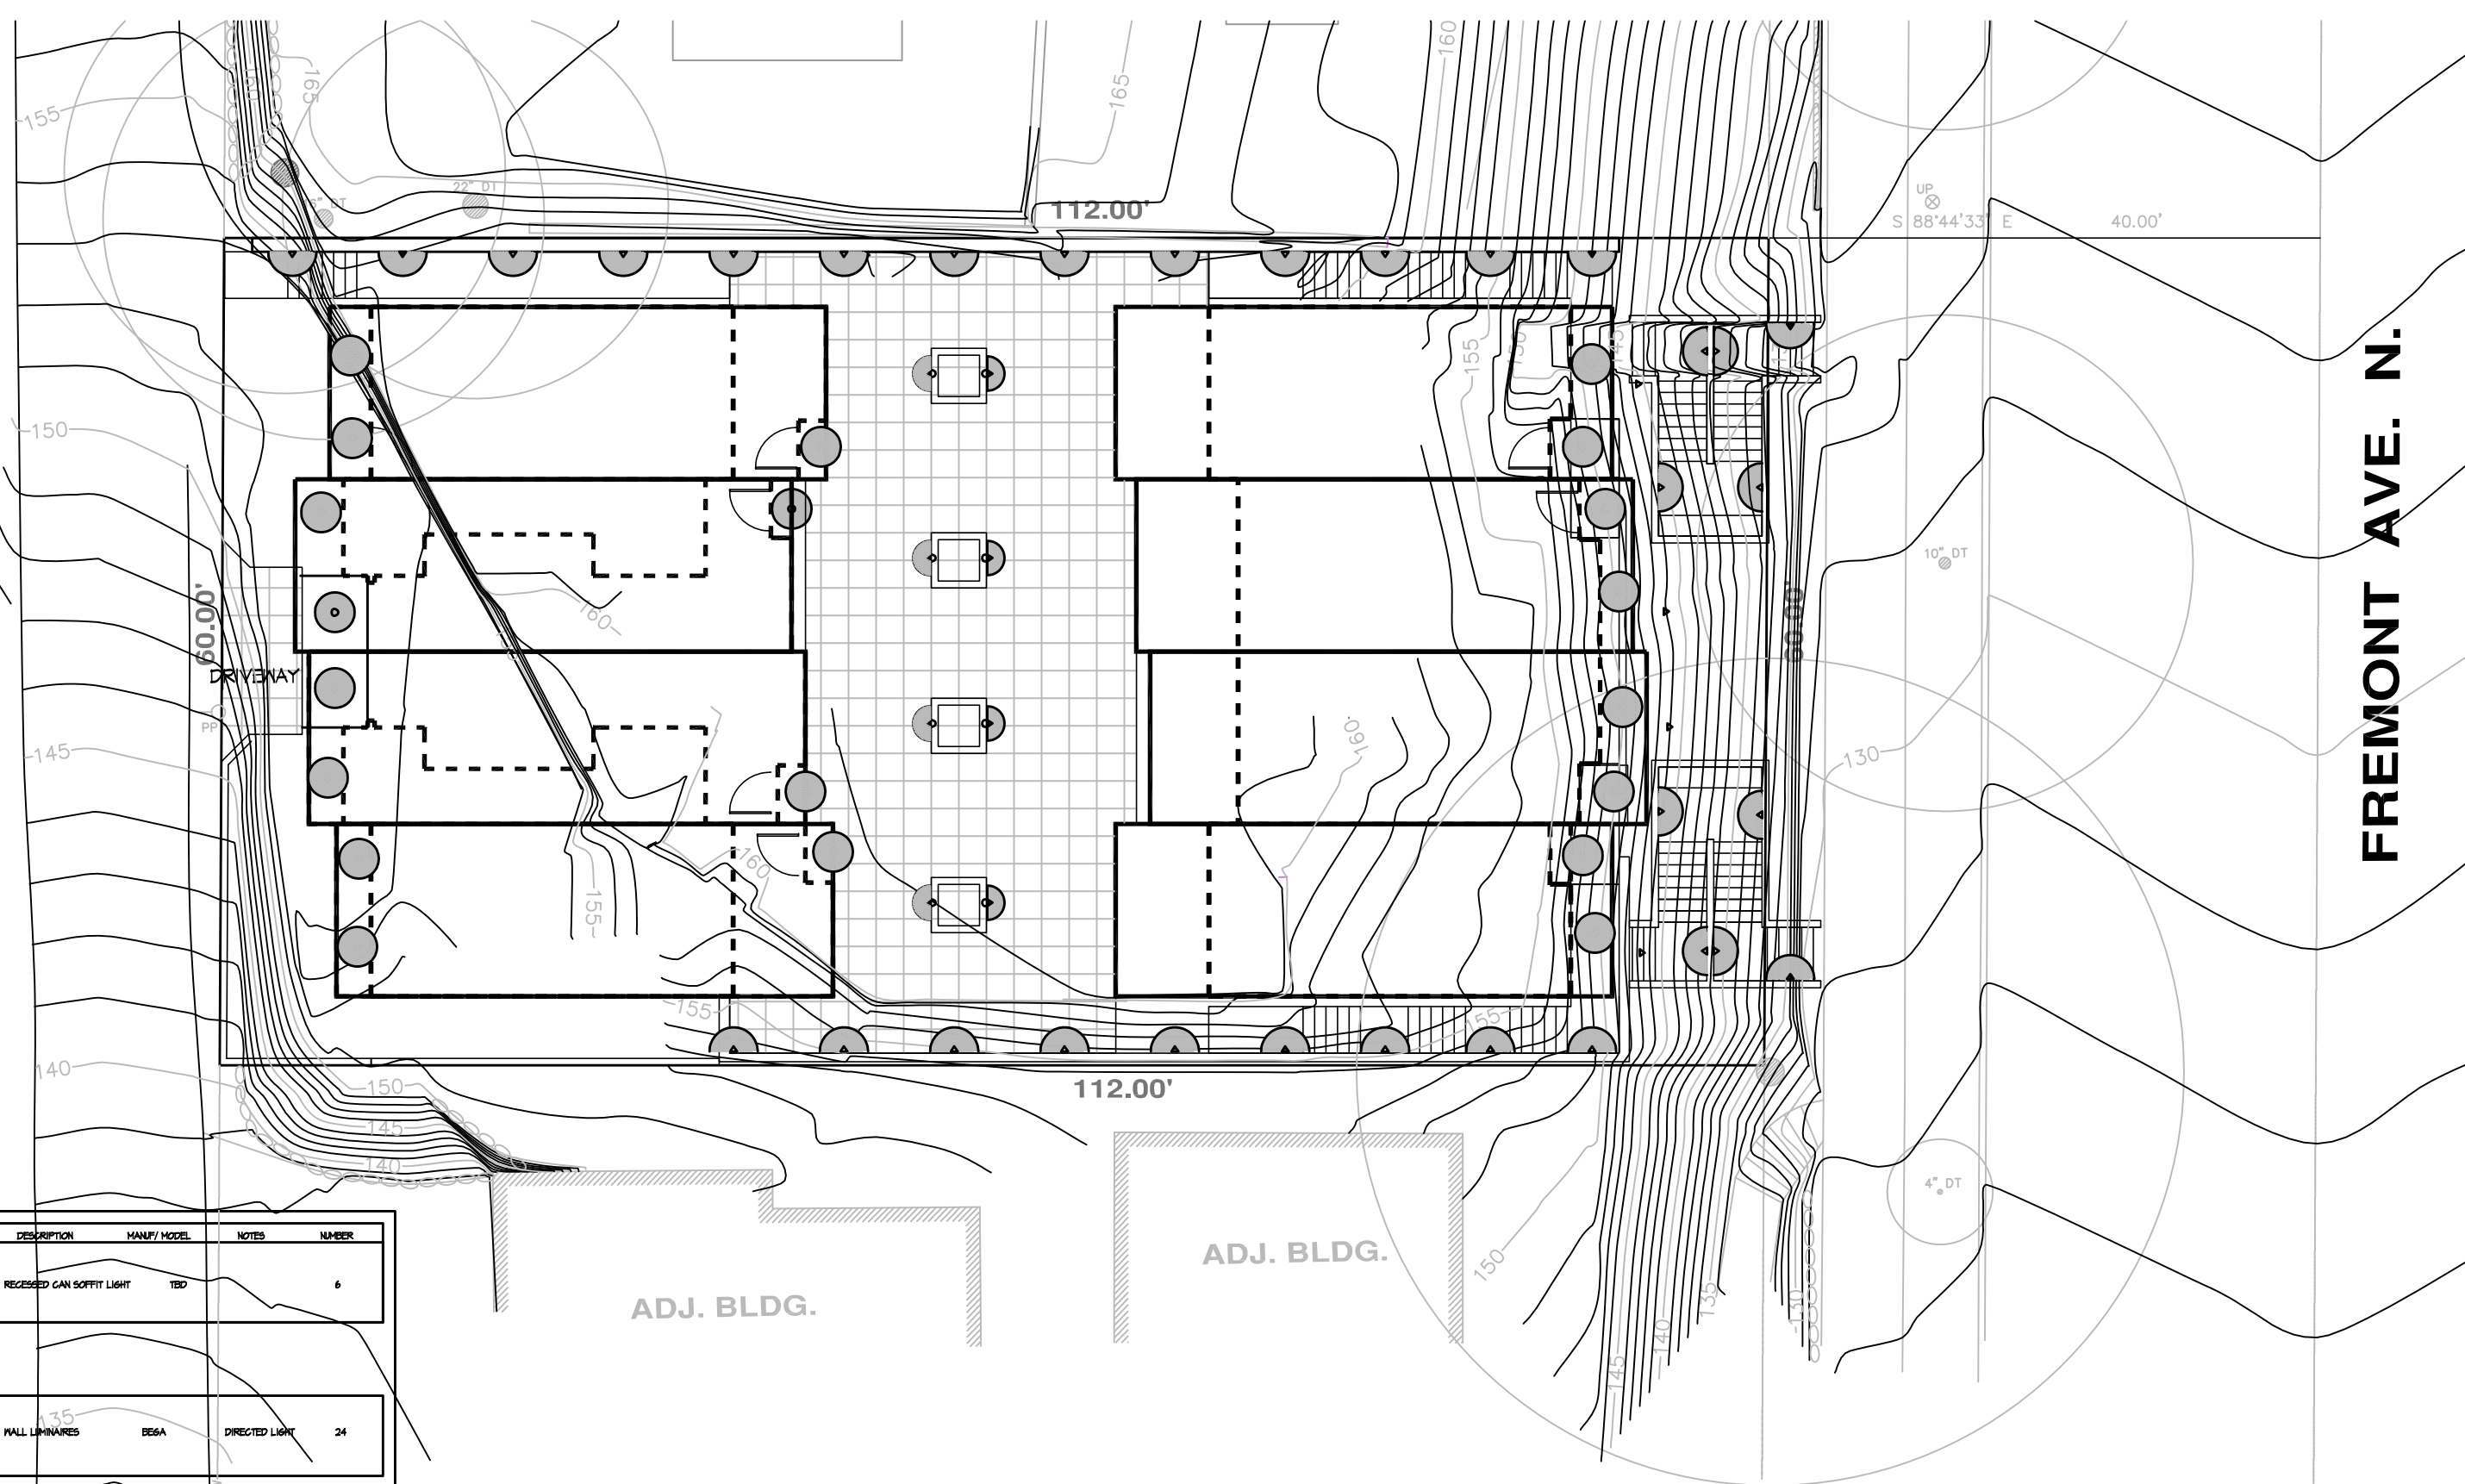 160
165
165
155
22" DT
UP
S 88°44'33" E
40.00'
112.00'
155
150
145
150
160
10" DT
60.00'
60.00'
DRIVEWAY
PP
FREMONT AVE. N.
160
145
130
160
155
155
155
140
150
112.00'
145
140
4" DT
ADJ. BLDG.
ADJ. BLDG.
150
135
130
140
145
DESCRIPTION MANUF/ MODEL NOTES NUMBER
RECESSED CAN SOFFIT LIGHT TBD 6
135
WALL LUMINAIRES BEGA DIRECTED LIGHT 24